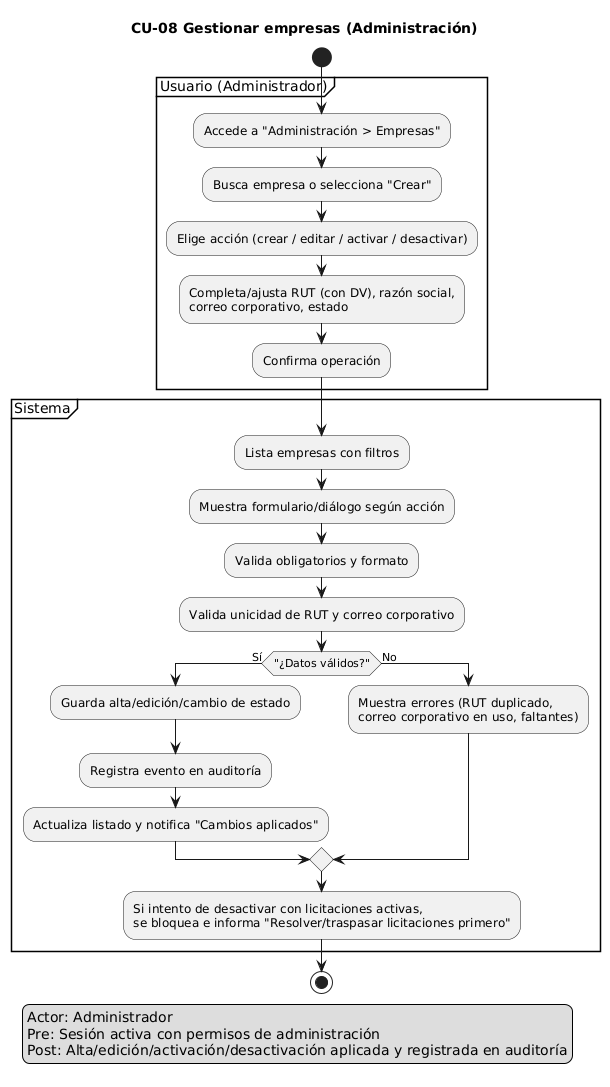 CU-08 Gestionar empresas (Administración)
Usuario (Administrador)
Accede a "Administración > Empresas"
Busca empresa o selecciona "Crear"
Elige acción (crear / editar / activar / desactivar)
Completa/ajusta RUT (con DV), razón social,
correo corporativo, estado
Confirma operación
Sistema
Lista empresas con filtros
Muestra formulario/diálogo según acción
Valida obligatorios y formato
Valida unicidad de RUT y correo corporativo
Sí
"¿Datos válidos?"
No
Guarda alta/edición/cambio de estado
Registra evento en auditoría
Actualiza listado y notifica "Cambios aplicados"
Muestra errores (RUT duplicado,
correo corporativo en uso, faltantes)
Si intento de desactivar con licitaciones activas,
se bloquea e informa "Resolver/traspasar licitaciones primero"
Actor: Administrador
Pre: Sesión activa con permisos de administración
Post: Alta/edición/activación/desactivación aplicada y registrada en auditoría